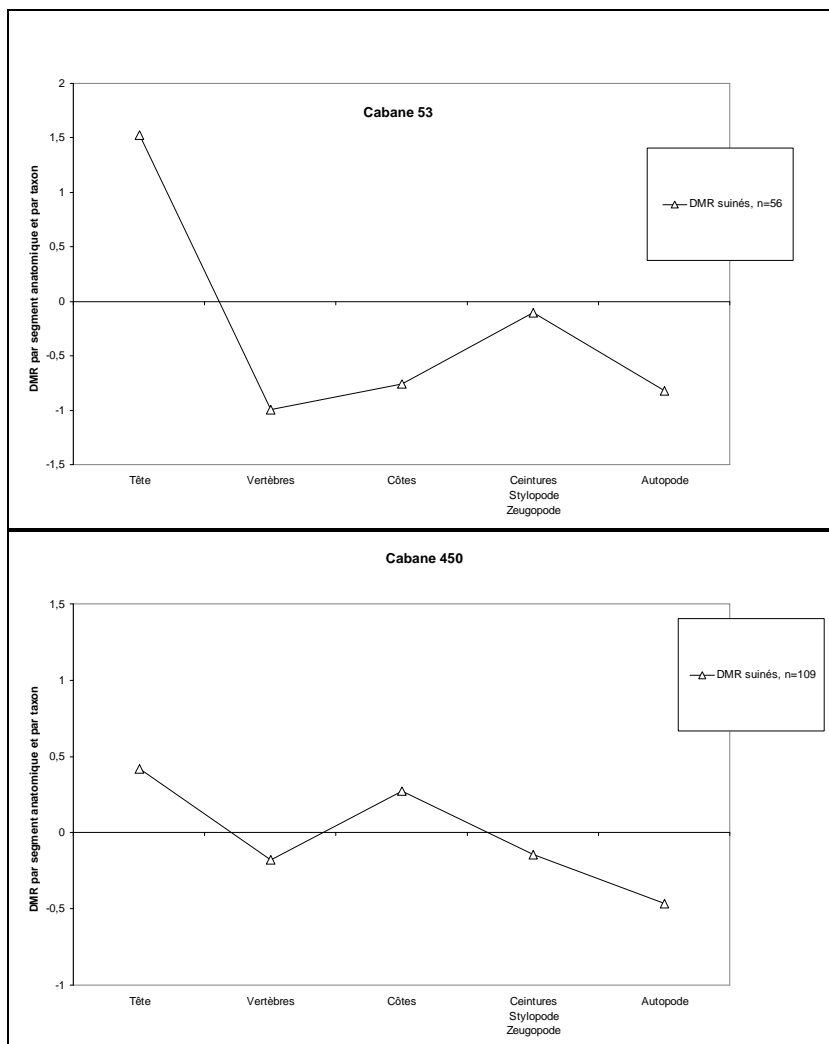 Cabane 53
DMR par segment anatomique et par taxon
2
1,5
1
0,5
0
-0,5
-1
-1,5
DMR suinés, n=56
Tête
Vertèbres
Côtes
Ceintures
Stylopode
Zeugopode
Autopode
Cabane 450
DMR par segment anatomique et par taxon
1,5
1
0,5
0
-0,5
-1
DMR suinés, n=109
Tête
Vertèbres
Côtes
Ceintures
Stylopode
Zeugopode
Autopode